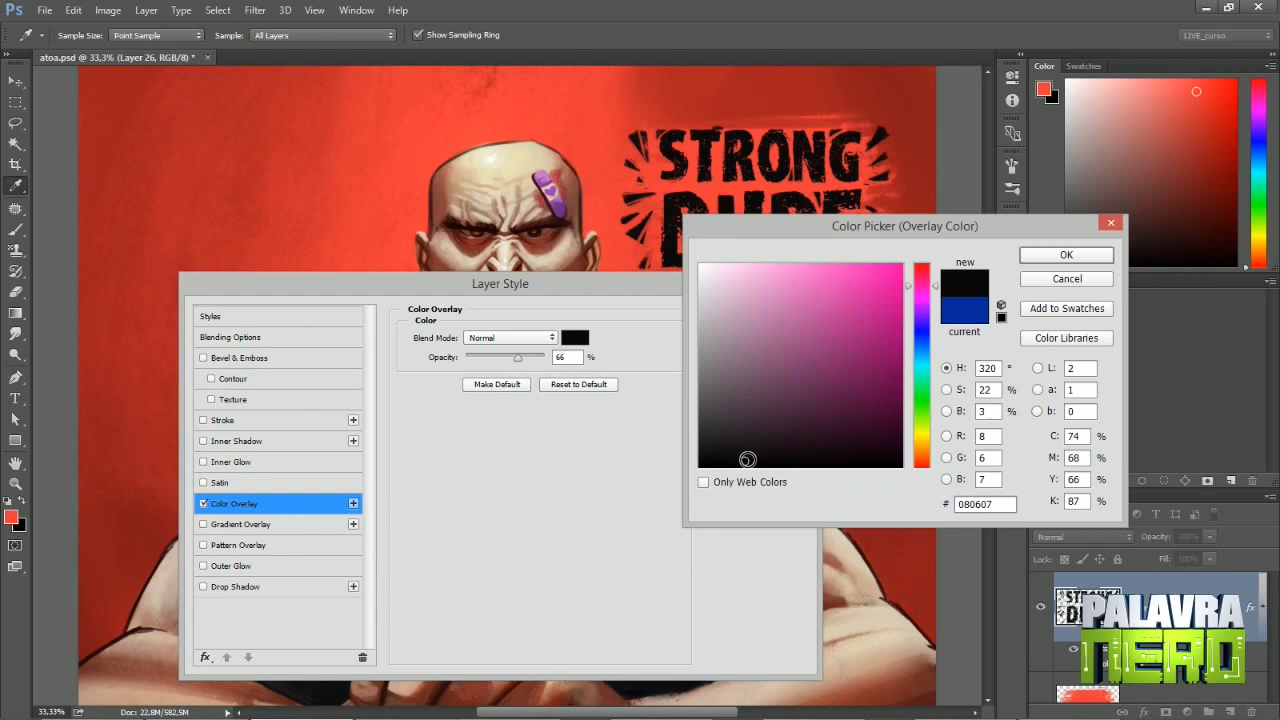 Ps File Edit Image Layer Type Select Filter 3D View Window Help
Sample Size: Point Sample Sample: All Layers Show Sampling Ring LIVE_curso
atoa.psd @ 33,3% (Layer 26, RGB/8) * ×
Color Swatches
STRONG
DUDE
Color Picker (Overlay Color)
new
current
OK
Cancel
Add to Swatches
Color Libraries
H: 320 ° L: 2
S: 22 % a: 1
B: 3 % b: 0
R: 8 C: 74 %
G: 6 M: 68 %
B: 7 Y: 66 %
# 080607 K: 87 %
Only Web Colors
Layer Style
Styles
Blending Options
Bevel & Emboss
Contour
Texture
Stroke
Inner Shadow
Inner Glow
Satin
Color Overlay
Gradient Overlay
Pattern Overlay
Outer Glow
Drop Shadow
fx
Color Overlay
Color
Blend Mode: Normal
Opacity: 66 %
Make Default Reset to Default
Normal Opacity: 100%
Lock: Fill: 100%
fx
PALAVRA
NERD
33,33% Doc: 22,8M/582,5M